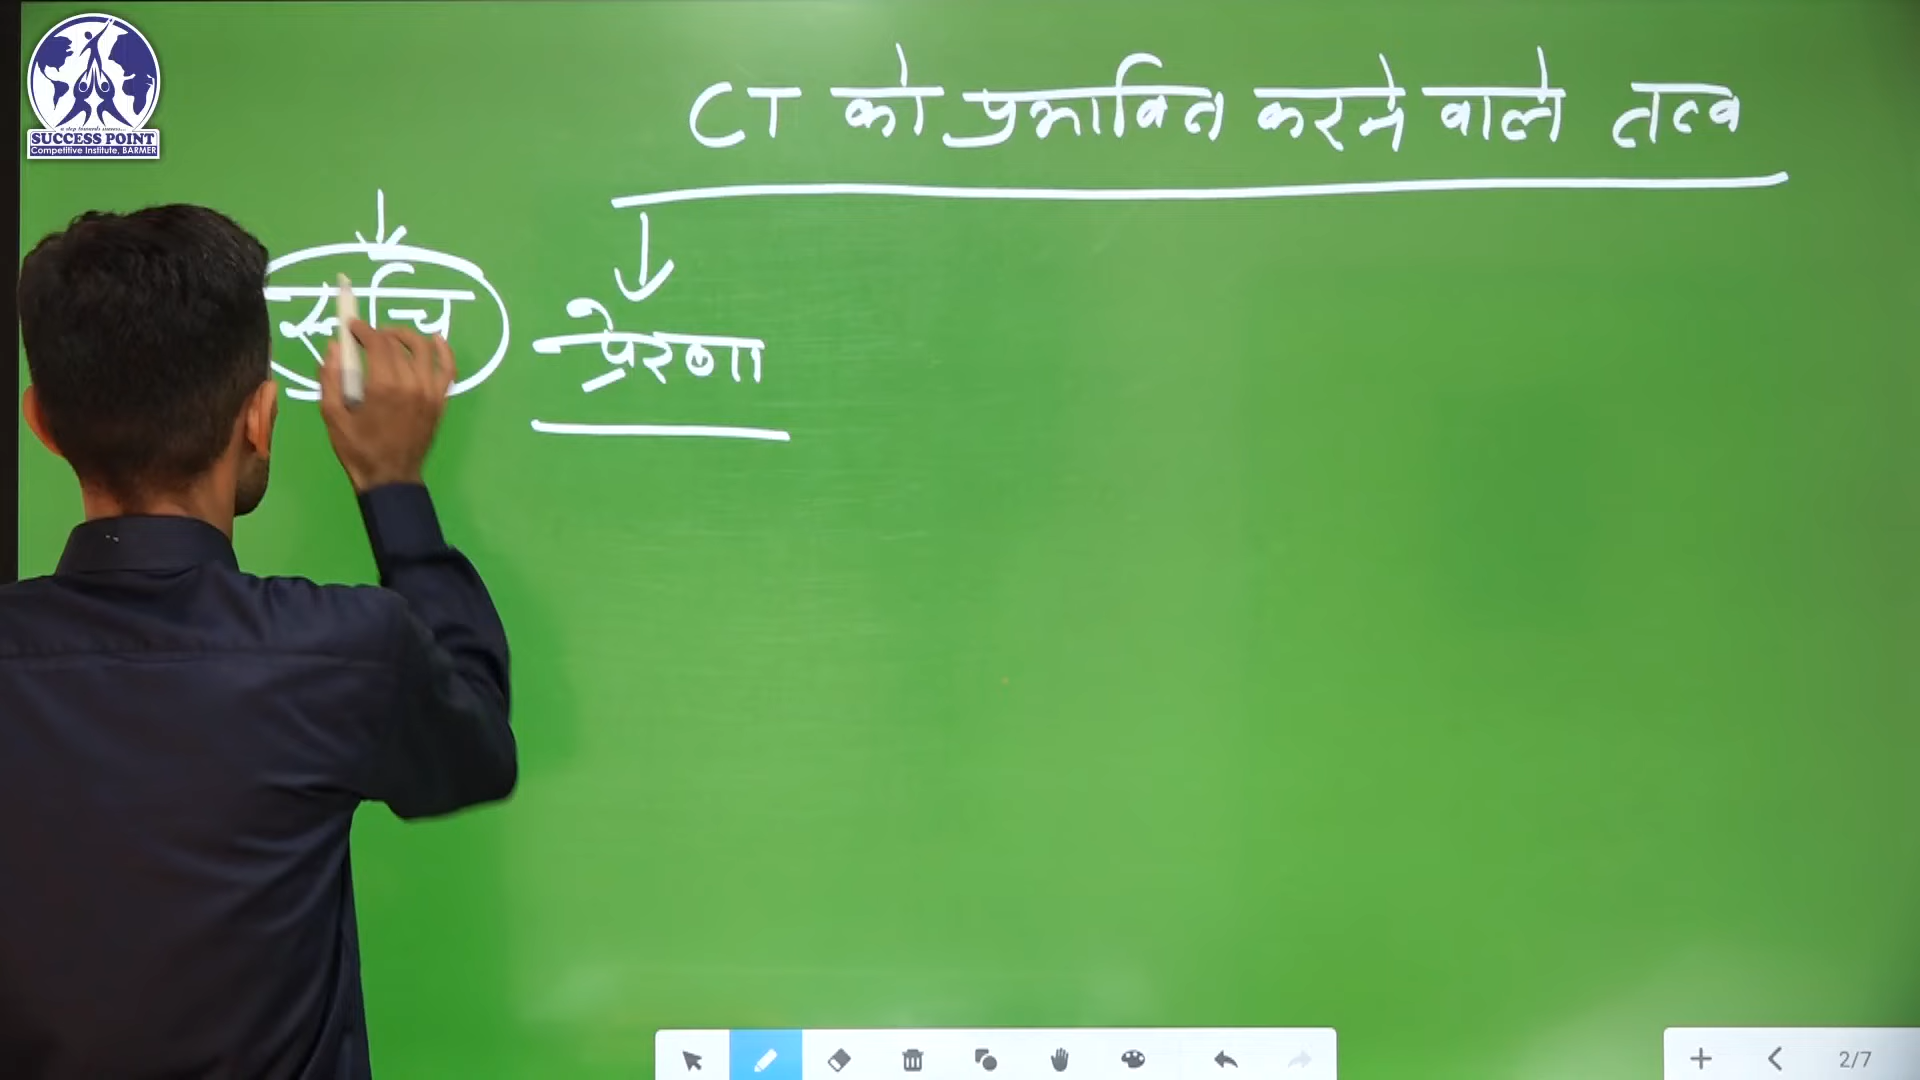 SUCCESS POINT
Competitive Institute, BARMER
CT को प्रभावित करने वाले तत्व
रूचि
प्रेरणा
2/7